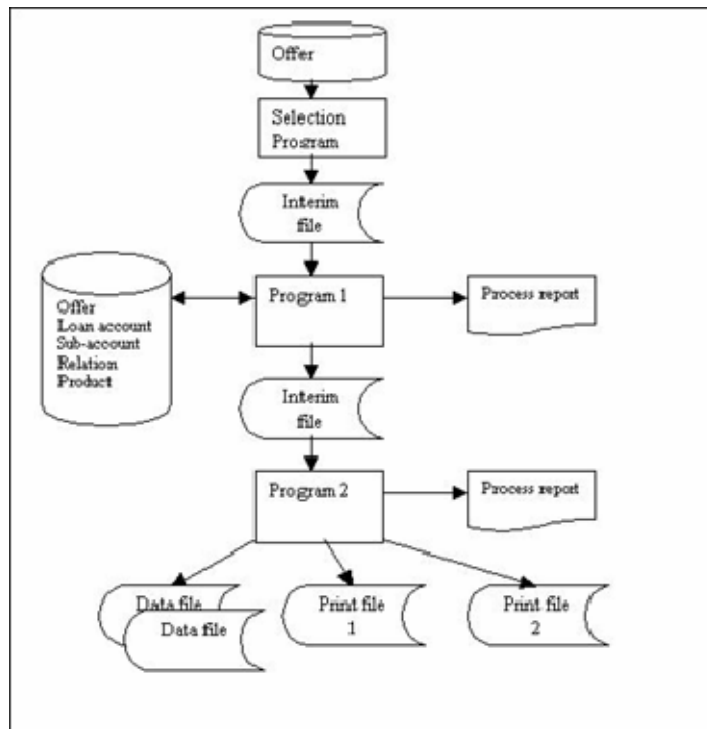 Offer
Selection
Program
Interim
file
Program 1
Process report
Offer
Loan account
Sub-account
Relation
Product
Interim
file
Program 2
Process report
Data file
Data file
Print file
1
Print file
2